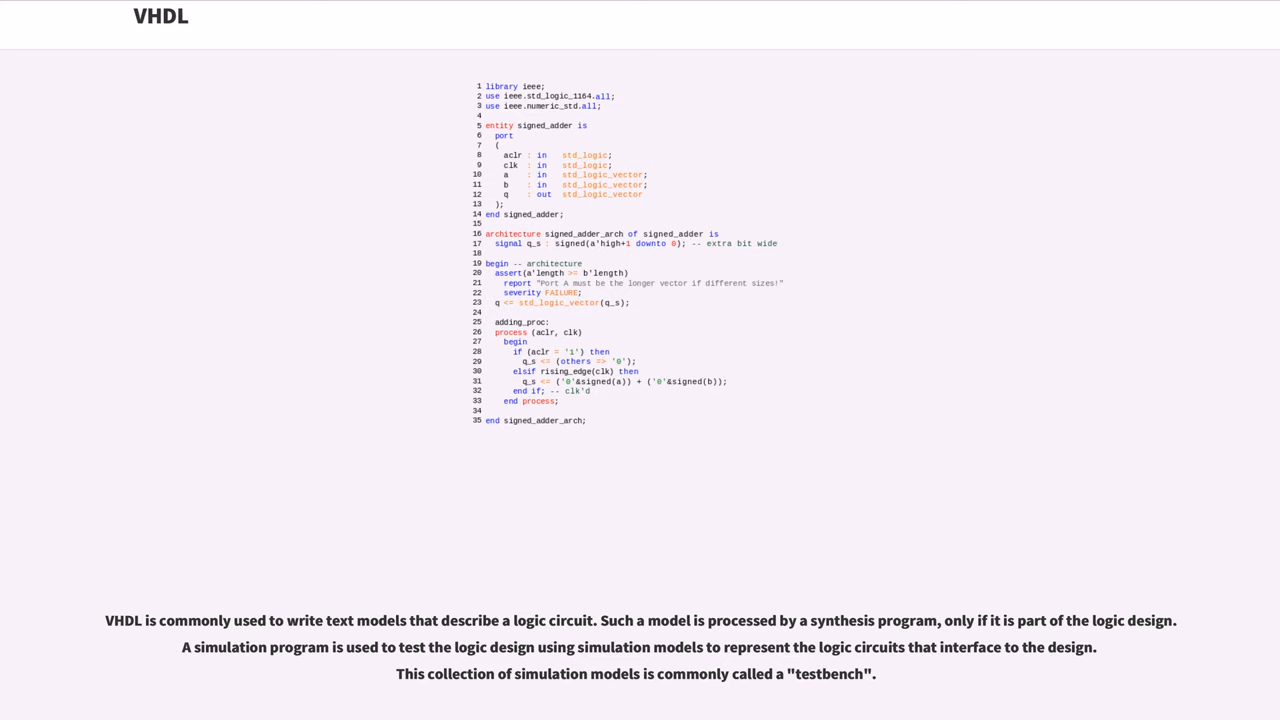 VHDL
1 library ieee;
2 use ieee.std_logic_1164.all;
3 use ieee.numeric_std.all;
4
5 entity signed_adder is
6   port
7   (
8     aclr : in   std_logic;
9     clk  : in   std_logic;
10     a    : in   std_logic_vector;
11     b    : in   std_logic_vector;
12     q    : out  std_logic_vector
13   );
14 end signed_adder;
15
16 architecture signed_adder_arch of signed_adder is
17   signal q_s : signed(a'high+1 downto 0); -- extra bit wide
18
19 begin -- architecture
20   assert(a'length >= b'length)
21     report "Port A must be the longer vector if different sizes!"
22     severity FAILURE;
23   q <= std_logic_vector(q_s);
24
25   adding_proc:
26   process (aclr, clk)
27     begin
28       if (aclr = '1') then
29         q_s <= (others => '0');
30       elsif rising_edge(clk) then
31         q_s <= ('0'&signed(a)) + ('0'&signed(b));
32       end if; -- clk'd
33     end process;
34
35 end signed_adder_arch;
VHDL is commonly used to write text models that describe a logic circuit. Such a model is processed by a synthesis program, only if it is part of the logic design.
A simulation program is used to test the logic design using simulation models to represent the logic circuits that interface to the design.
This collection of simulation models is commonly called a "testbench".